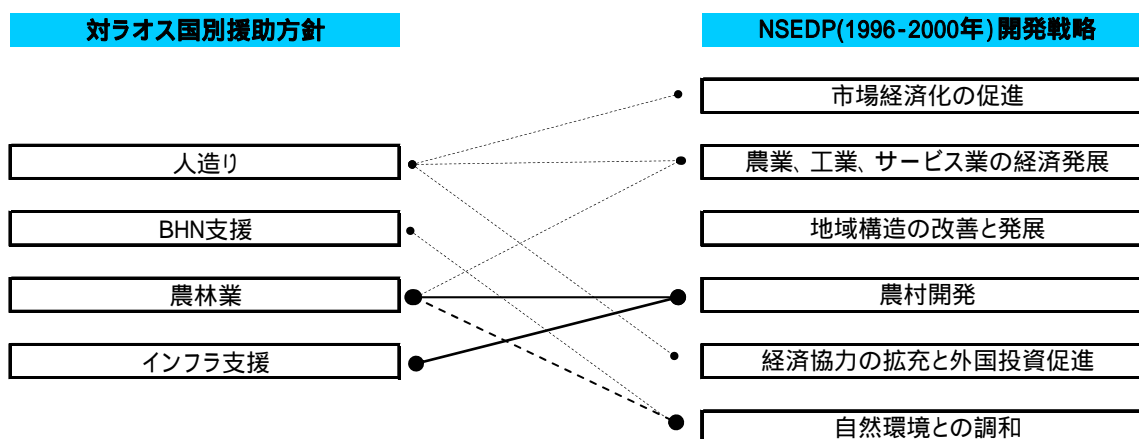 対ラオス国別援助方針
人造り
BHN支援
農林業
インフラ支援
NSEDP(1996-2000年)開発戦略
市場経済化の促進
農業、工業、サービス業の経済発展
地域構造の改善と発展
農村開発
経済協力の拡充と外国投資促進
自然環境との調和